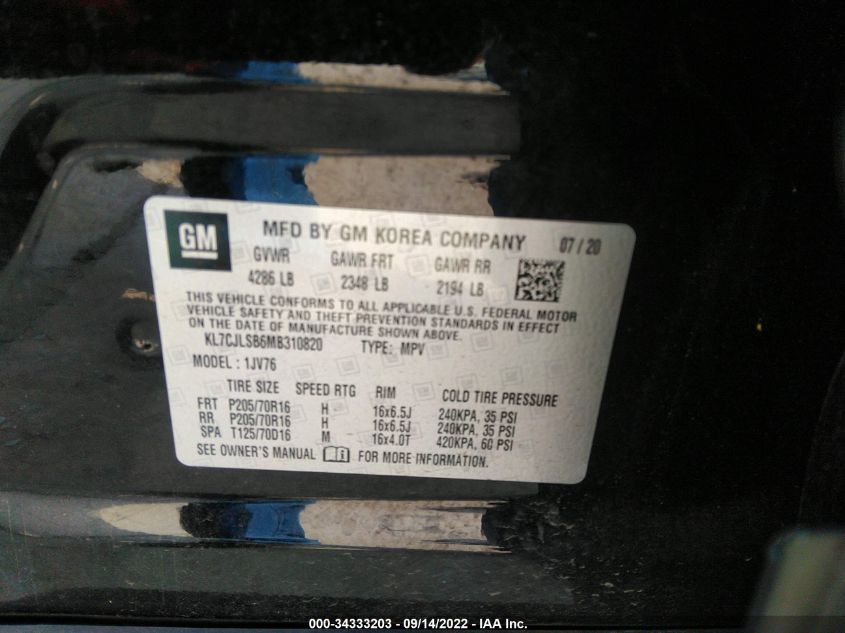 GM MFD BY GM KOREA COMPANY 07 / 20
GVWR GAWR FRT GAWR RR
4286 LB 2348 LB 2194 LB
THIS VEHICLE CONFORMS TO ALL APPLICABLE U.S. FEDERAL MOTOR
VEHICLE SAFETY AND THEFT PREVENTION STANDARDS IN EFFECT
ON THE DATE OF MANUFACTURE SHOWN ABOVE.
KL7CJLSB6MB310820 TYPE: MPV
MODEL : 1JV76
TIRE SIZE SPEED RTG RIM COLD TIRE PRESSURE
FRT P205/70R16 H 16x6.5J 240KPA, 35 PSI
RR P205/70R16 H 16x6.5J 240KPA, 35 PSI
SPA T125/70D16 M 16x4.0T 420KPA, 60 PSI
SEE OWNER'S MANUAL FOR MORE INFORMATION.
000-34333203 - 09/14/2022 - IAA Inc.